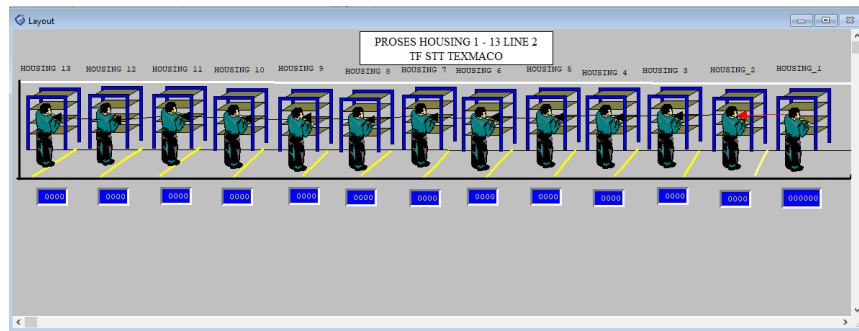 Layout
PROSES HOUSING 1 - 13 LINE 2
TF STT TEXMACO
HOUSING 13 HOUSING 12 HOUSING 11 HOUSING 10 HOUSING 9 HOUSING 8 HOUSING 7 HOUSING 6 HOUSING 5 HOUSING 4 HOUSING 3 HOUSING_2 HOUSING_1
0000 0000 0000 0000 0000 0000 0000 0000 0000 0000 0000 0000 000000